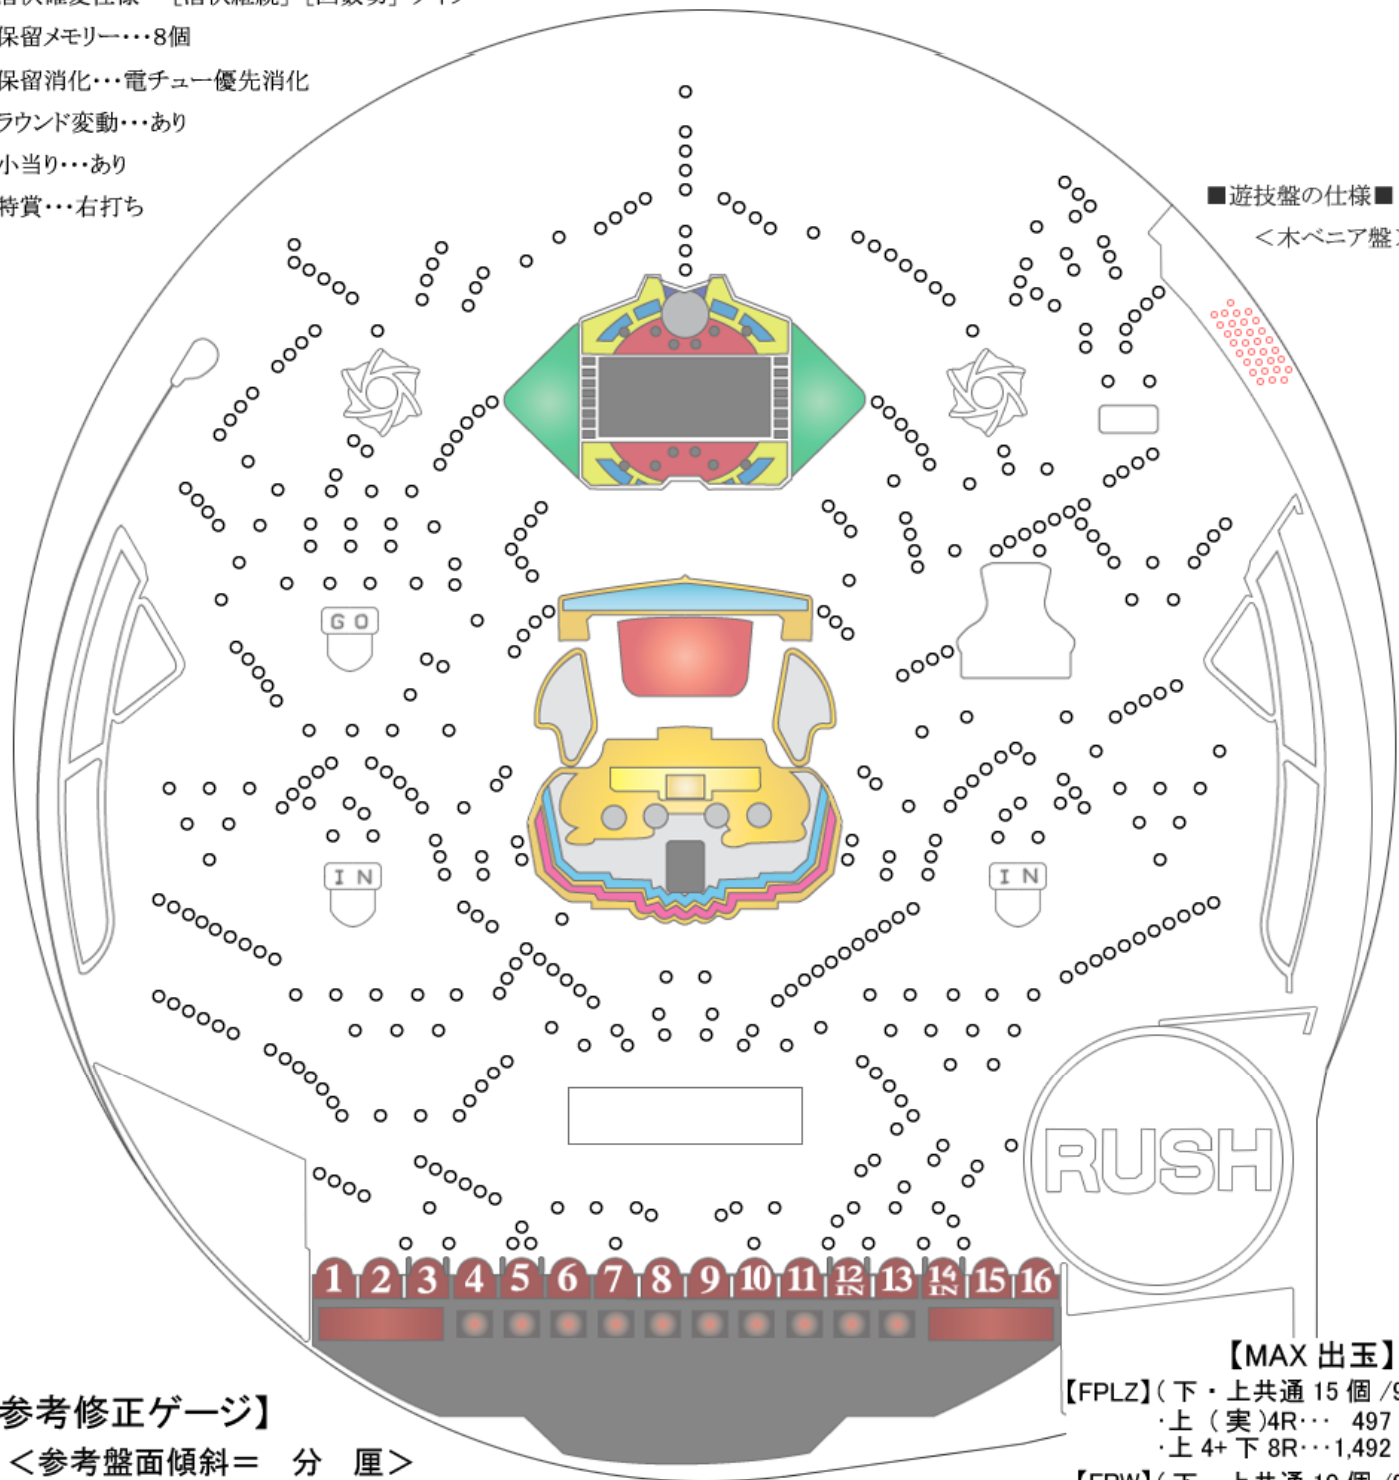 保留メモリー･･･8個
保留消化･･･電チュー優先消化
ラウンド変動･･･あり
小当り･･･あり
特賞･･･右打ち
■遊技盤の仕様■
＜木ベニア盤＞
GO
IN
IN
RUSH
1 2 3 4 5 6 7 8 9 10 11 12 13 14 15 16
IN IN
参考修正ゲージ】
＜参考盤面傾斜＝　分　厘＞
【MAX 出玉】
【FPLZ】( 下・上共通 15 個 /9
･上 ( 実 )4R･･･ 497
･上 4+ 下 8R･･･1,492